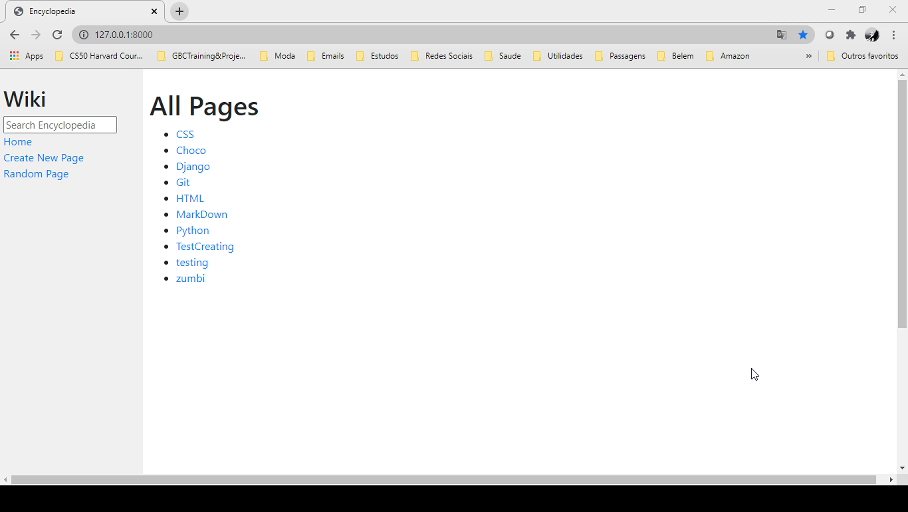 Encyclopedia
127.0.0.1:8000
Apps CS50 Harvard Cour... GBCTraining&Proje... Moda Emails Estudos Redes Sociais Saude Utilidades Passagens Belem Amazon » Outros favoritos
Wiki
Search Encyclopedia
Home
Create New Page
Random Page
All Pages
CSS
Choco
Django
Git
HTML
MarkDown
Python
TestCreating
testing
zumbi